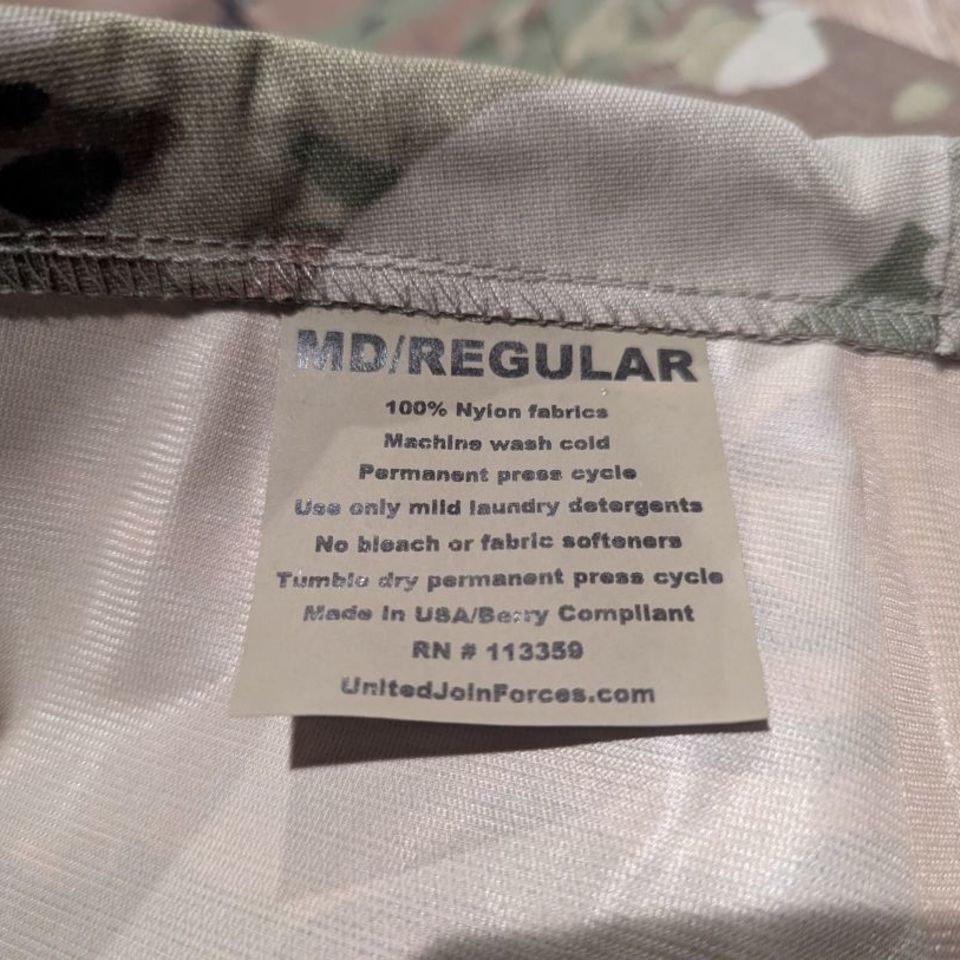 MD/REGULAR
100% Nylon fabrics
Machine wash cold
Permanent press cycle
Use only mild laundry detergents
No bleach or fabric softeners
Tumble dry permanent press cycle
Made in USA/Berry Compliant
RN # 113359
UnitedJoinForces.com